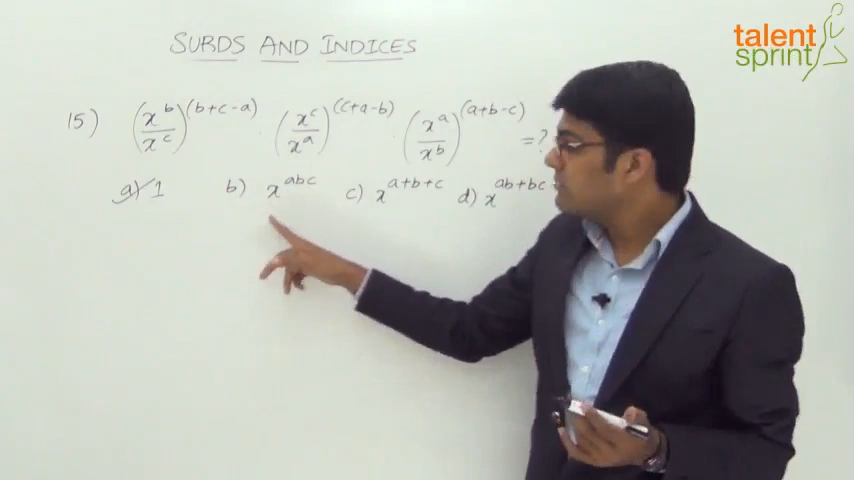 talent
sprint
SURDS AND INDICES
15) (x^b/x^c)^(b+c-a) . (x^c/x^a)^(c+a-b) . (x^a/x^b)^(a+b-c) = ?
a) 1 b) x^abc c) x^a+b+c d) x^ab+bc